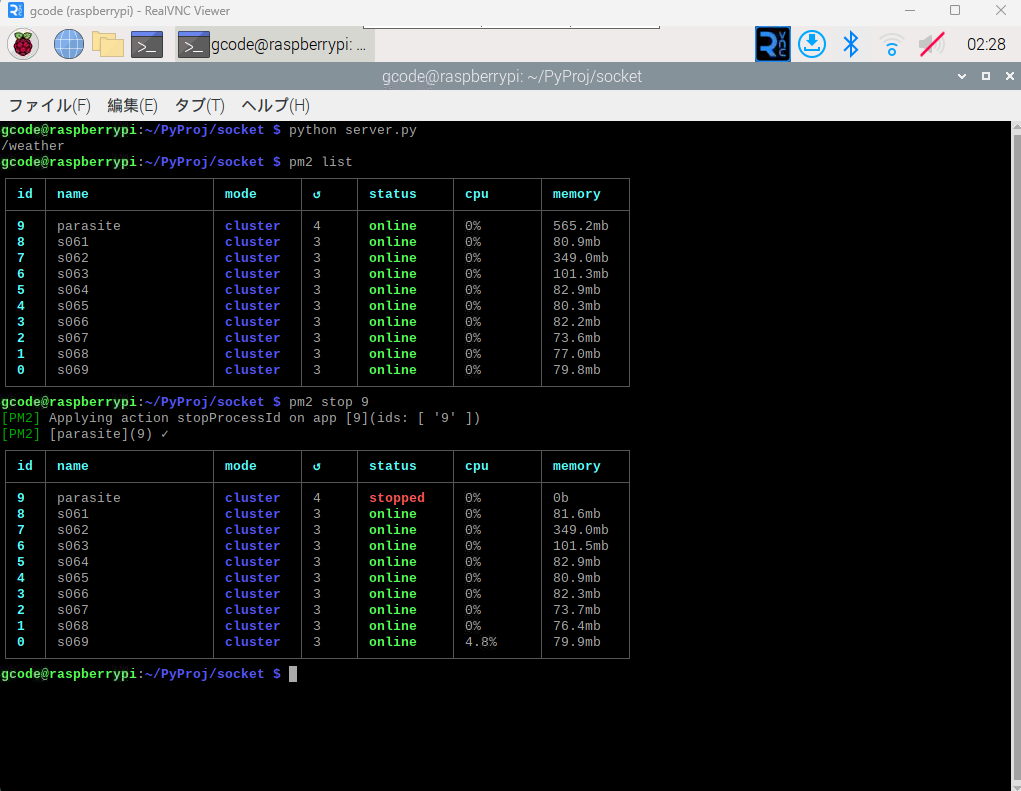 gcode (raspberrypi) - RealVNC Viewer
gcode@raspberrypi: ...
02:28
gcode@raspberrypi: ~/PyProj/socket
ファイル(F) 編集(E) タブ(T) ヘルプ(H)
gcode@raspberrypi:~/PyProj/socket $ python server.py
/weather
gcode@raspberrypi:~/PyProj/socket $ pm2 list
id name mode ↺ status cpu memory
9 parasite cluster 4 online 0% 565.2mb
8 s061 cluster 3 online 0% 80.9mb
7 s062 cluster 3 online 0% 349.0mb
6 s063 cluster 3 online 0% 101.3mb
5 s064 cluster 3 online 0% 82.9mb
4 s065 cluster 3 online 0% 80.3mb
3 s066 cluster 3 online 0% 82.2mb
2 s067 cluster 3 online 0% 73.6mb
1 s068 cluster 3 online 0% 77.0mb
0 s069 cluster 3 online 0% 79.8mb
gcode@raspberrypi:~/PyProj/socket $ pm2 stop 9
[PM2] Applying action stopProcessId on app [9](ids: [ '9' ])
[PM2] [parasite](9) ✓
id name mode ↺ status cpu memory
9 parasite cluster 4 stopped 0% 0b
8 s061 cluster 3 online 0% 81.6mb
7 s062 cluster 3 online 0% 349.0mb
6 s063 cluster 3 online 0% 101.5mb
5 s064 cluster 3 online 0% 82.9mb
4 s065 cluster 3 online 0% 80.9mb
3 s066 cluster 3 online 0% 82.3mb
2 s067 cluster 3 online 0% 73.7mb
1 s068 cluster 3 online 0% 76.4mb
0 s069 cluster 3 online 4.8% 79.9mb
gcode@raspberrypi:~/PyProj/socket $